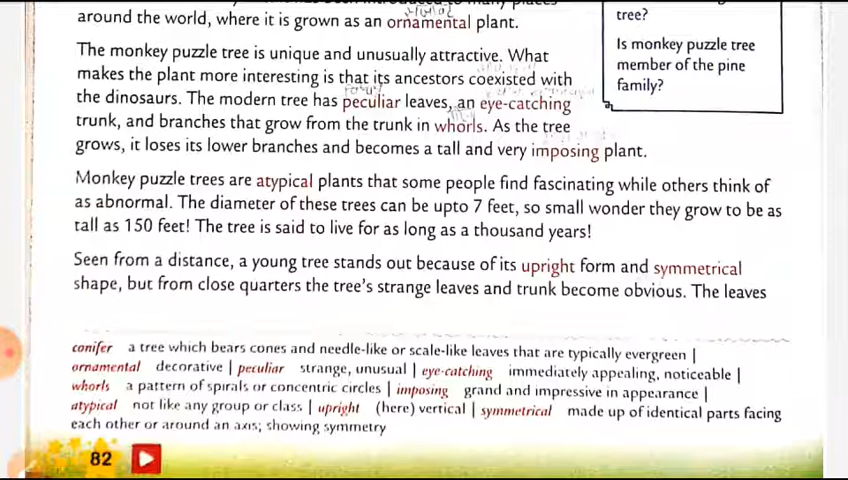 around the world, where it is grown as an ornamental plant.
The monkey puzzle tree is unique and unusually attractive. What
makes the plant more interesting is that its ancestors coexisted with
the dinosaurs. The modern tree has peculiar leaves, an eye-catching
trunk, and branches that grow from the trunk in whorls. As the tree
grows, it loses its lower branches and becomes a tall and very imposing plant.
Monkey puzzle trees are atypical plants that some people find fascinating while others think of
as abnormal. The diameter of these trees can be upto 7 feet, so small wonder they grow to be as
tall as 150 feet! The tree is said to live for as long as a thousand years!
Seen from a distance, a young tree stands out because of its upright form and symmetrical
shape, but from close quarters the tree's strange leaves and trunk become obvious. The leaves
tree?
Is monkey puzzle tree
member of the pine
family?
conifer a tree which bears cones and needle-like or scale-like leaves that are typically evergreen |
ornamental decorative | peculiar strange, unusual | eye-catching immediately appealing, noticeable |
whorls a pattern of spirals or concentric circles | imposing grand and impressive in appearance |
atypical not like any group or class | upright (here) vertical | symmetrical made up of identical parts facing
each other or around an axis; showing symmetry
82